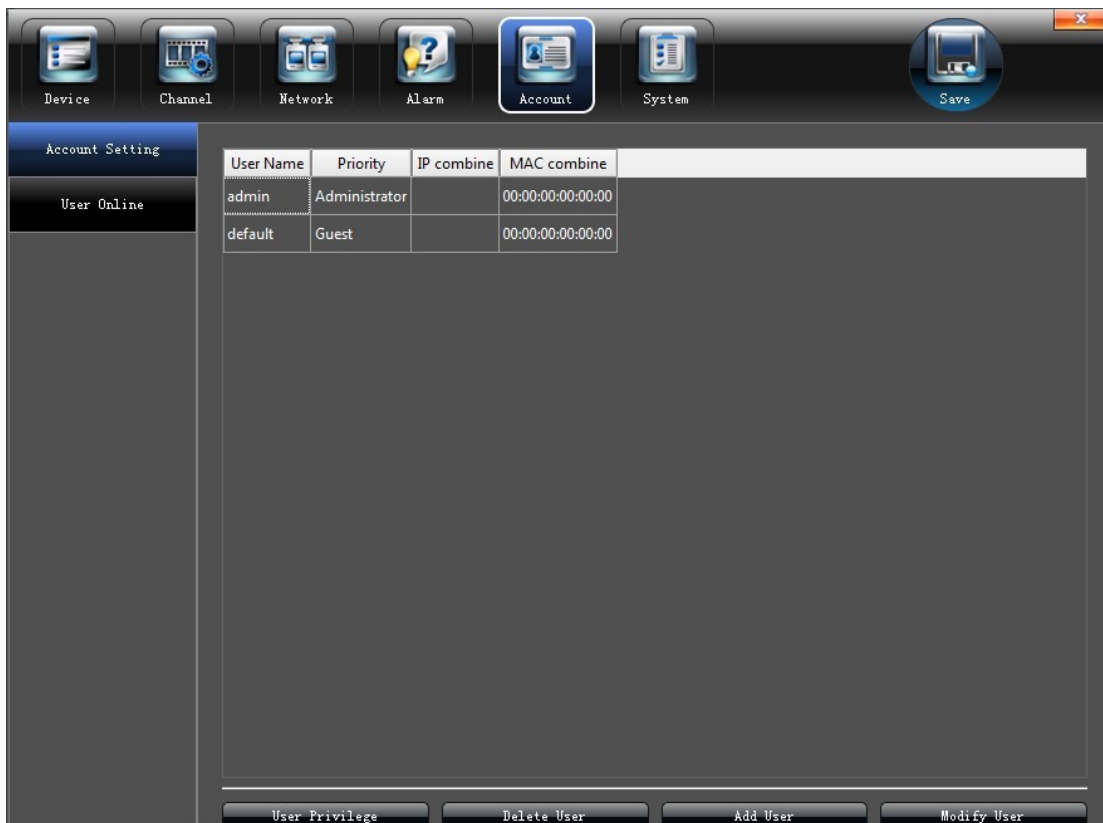 Device Channel Network Alarm Account System Save
Account Setting
User Online
User Name Priority IP combine MAC combine
admin Administrator 00:00:00:00:00:00
default Guest 00:00:00:00:00:00
User Privilege Delete User Add User Modify User